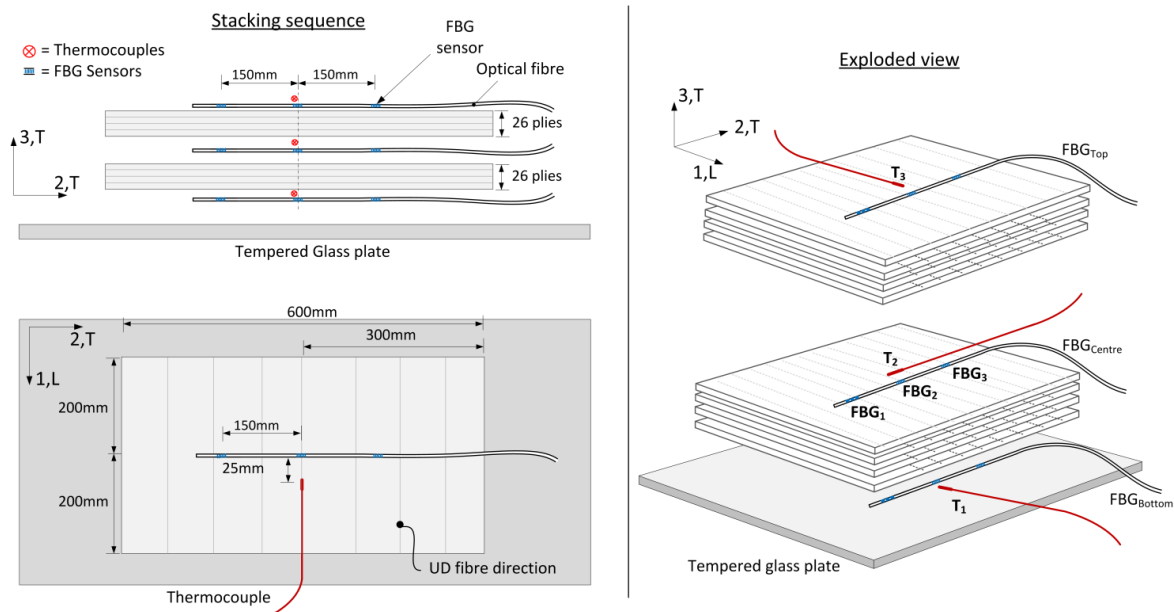 Stacking sequence
= Thermocouples
= FBG Sensors
FBG
sensor
Optical fibre
150mm
150mm
26 plies
26 plies
3,T
2,T
Tempered Glass plate
600mm
300mm
2,T
1,L
200mm
200mm
150mm
25mm
UD fibre direction
Thermocouple
Exploded view
3,T
2,T
1,L
T3
FBGTop
T2
FBGCentre
FBG3
FBG2
FBG1
FBGBottom
T1
Tempered glass plate